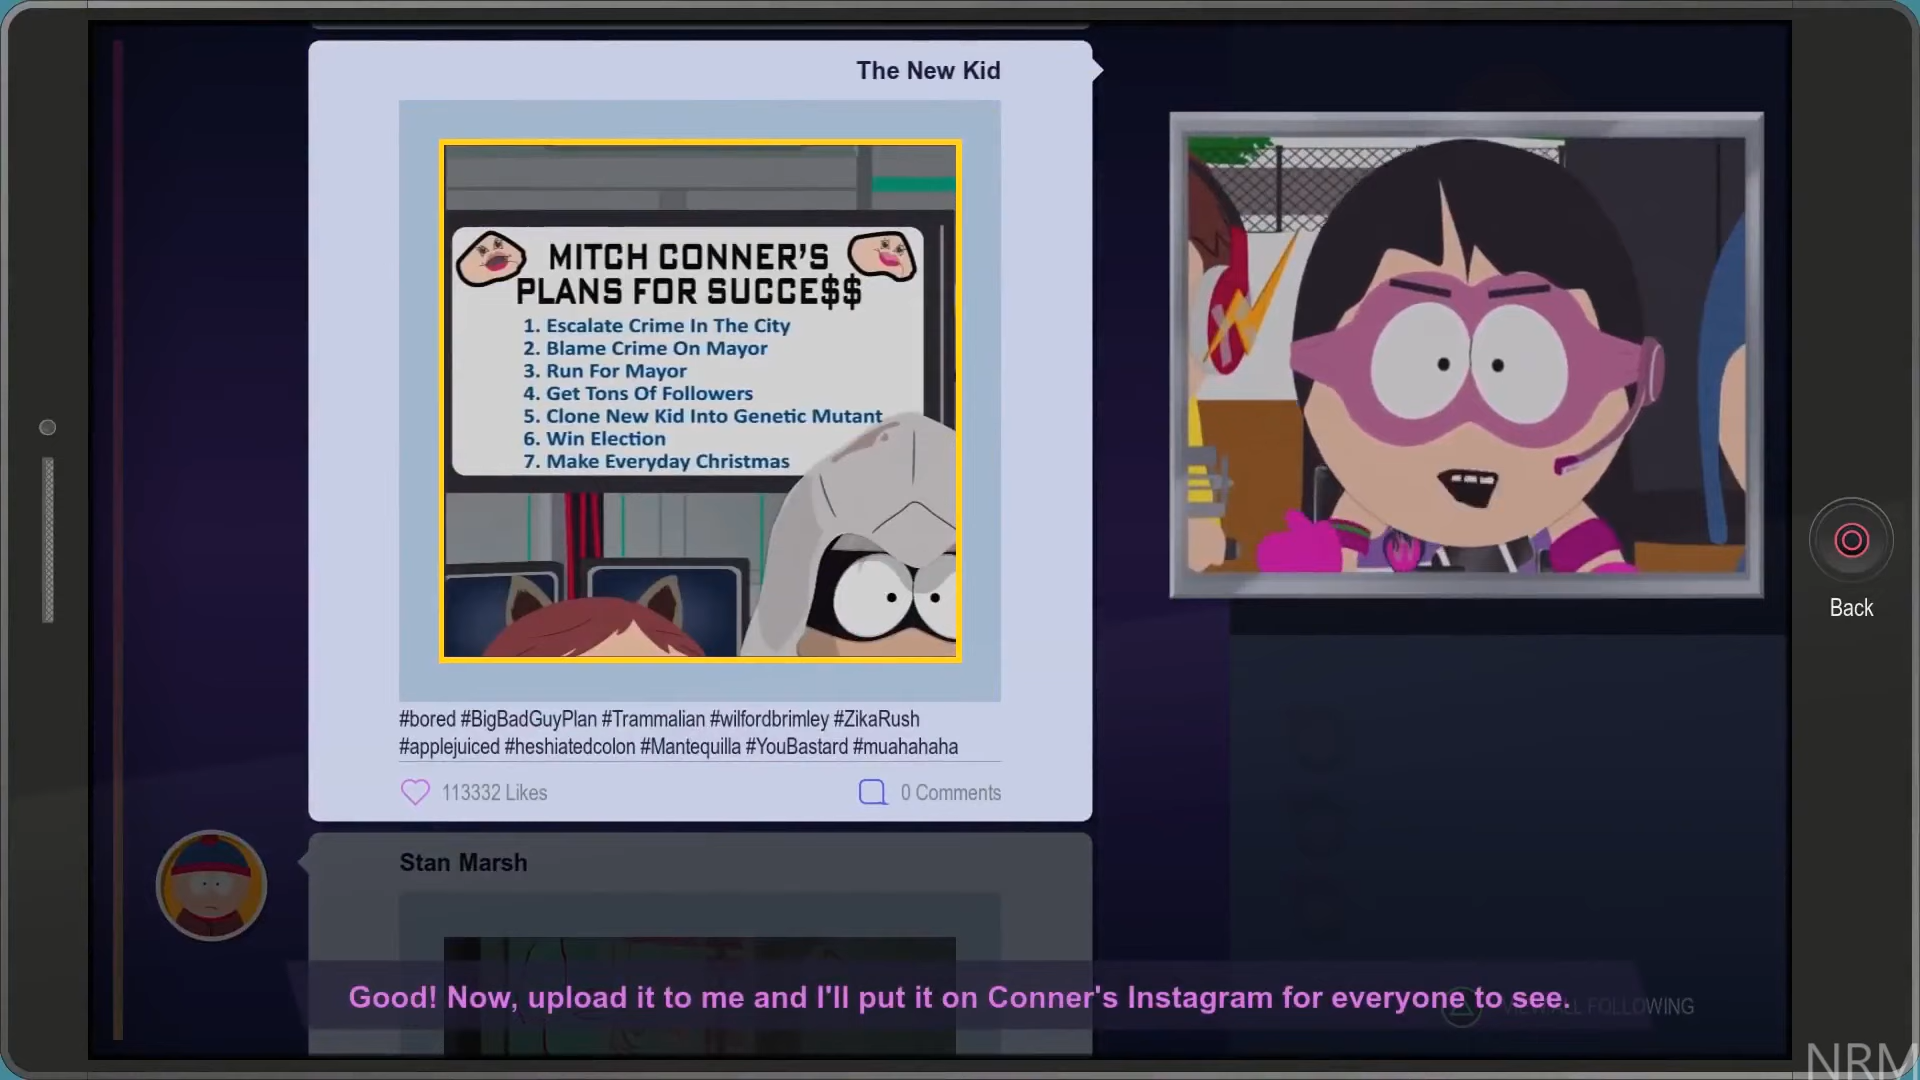 The New Kid
MITCH CONNER'S
PLANS FOR SUCCE$$
1. Escalate Crime In The City
2. Blame Crime On Mayor
3. Run For Mayor
4. Get Tons Of Followers
5. Clone New Kid Into Genetic Mutant
6. Win Election
7. Make Everyday Christmas
#bored #BigBadGuyPlan #Trammalian #wilfordbrimley #ZikaRush
#applejuiced #heshiatedcolon #Mantequilla #YouBastard #muahahaha
113332 Likes
0 Comments
Back
Stan Marsh
Good! Now, upload it to me and I'll put it on Conner's Instagram for everyone to see.
VIEW ALL FOLLOWING
NRM